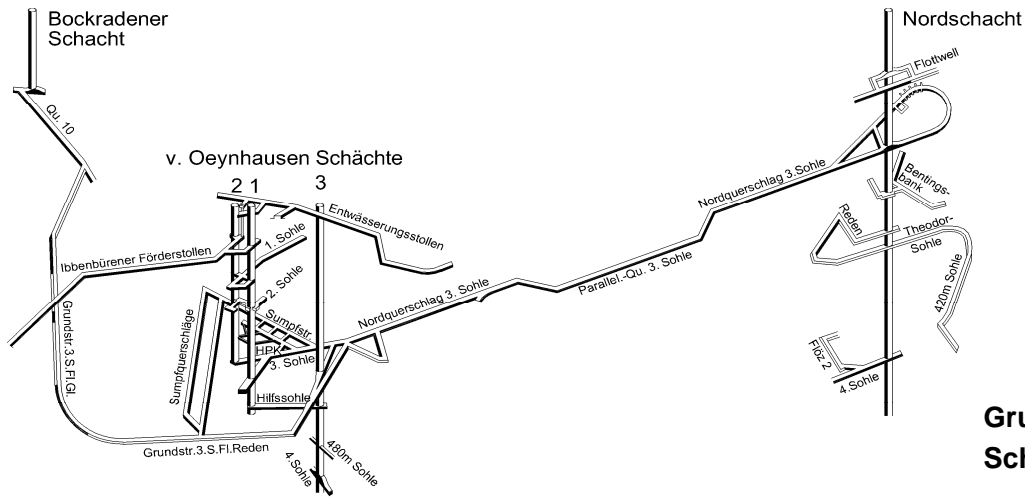 Bockradener
Schacht
Nordschacht
Flottwell
Qu. 10
v. Oeynhausen Schächte
2 1 3
Entwässerungsstollen
1. Sohle
Ibbenbürener Förderstollen
2. Sohle
Sumpfstr.
Sumpfquerschläge
HPK
3. Sohle
Hilfssohle
Grundstr.3.S.Fl.Gl.
Grundstr.3.S.Fl.Reden
480m Sohle
4.Sohle
Nordquerschlag 3. Sohle
Parallel.-Qu. 3. Sohle
Nordquerschlag 3.Sohle
Bentings-
bank
Reden
Theodor-
Sohle
420m Sohle
Flöz 2
4.Sohle